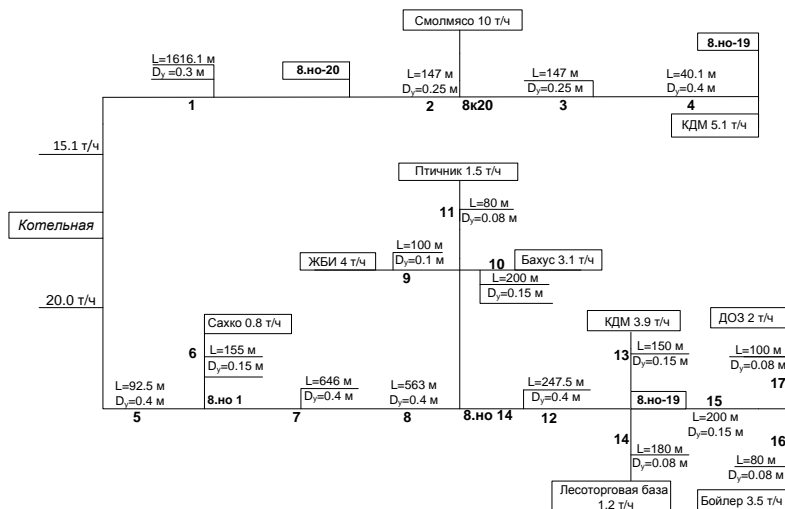 Смолмясо 10 т/ч
L=1616.1 м
Dу =0.3 м
8.но-20
L=147 м
Dу=0.25 м
L=147 м
Dу=0.25 м
8.но-19
L=40.1 м
Dу=0.4 м
1
2
8к20
3
4
КДМ 5.1 т/ч
15.1 т/ч
Птичник 1.5 т/ч
11
L=80 м
Dу=0.08 м
Котельная
ЖБИ 4 т/ч
L=100 м
Dу=0.1 м
9
10
Бахус 3.1 т/ч
L=200 м
Dу=0.15 м
20.0 т/ч
Сахко 0.8 т/ч
6
L=155 м
Dу=0.15 м
КДМ 3.9 т/ч
13
L=150 м
Dу=0.15 м
ДОЗ 2 т/ч
L=100 м
Dу=0.08 м
17
L=92.5 м
Dу=0.4 м
5
8.но 1
L=646 м
Dу=0.4 м
7
L=563 м
Dу=0.4 м
8
8.но 14
L=247.5 м
Dу=0.4 м
12
8.но-19
15
L=200 м
Dу=0.15 м
14
L=180 м
Dу=0.08 м
16
L=80 м
Dу=0.08 м
Лесоторговая база
1.2 т/ч
Бойлер 3.5 т/ч